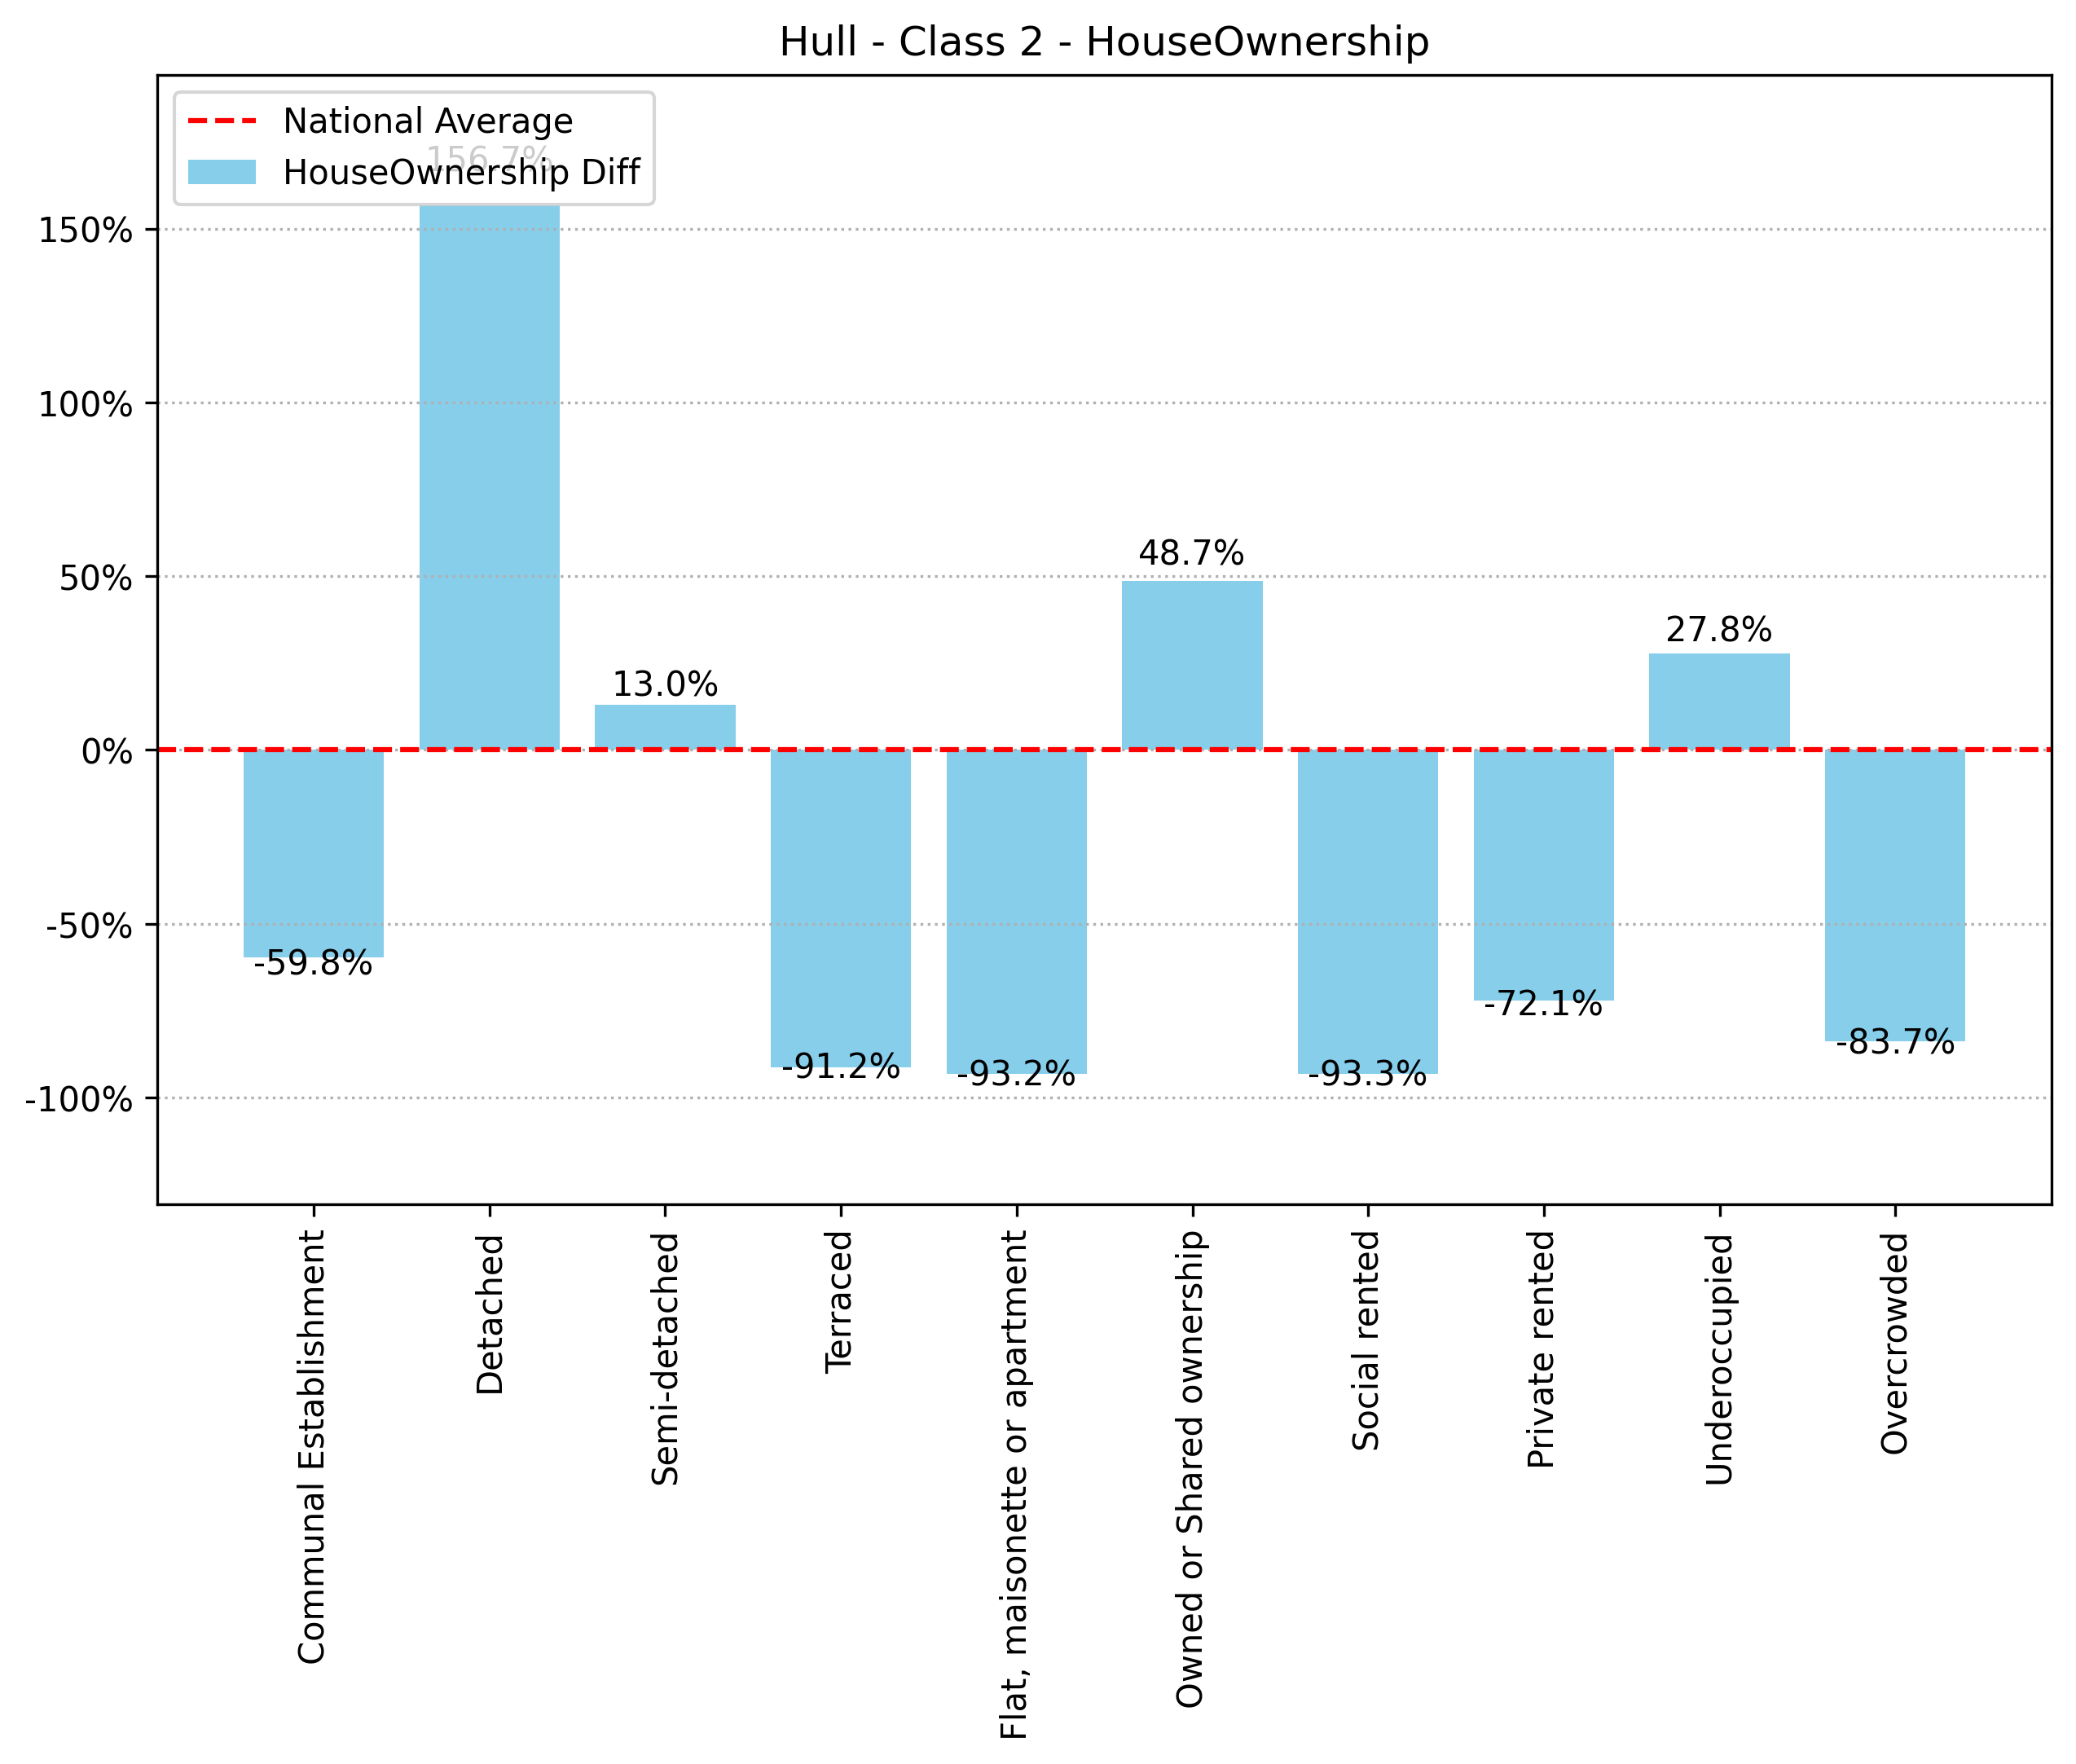 Hull - Class 2 - HouseOwnership
National Average
156.7%
HouseOwnership Diff
150%
100%
50%
0%
-50%
-100%
-59.8%
13.0%
-91.2%
-93.2%
48.7%
-93.3%
-72.1%
27.8%
-83.7%
Communal Establishment
Detached
Semi-detached
Terraced
Flat, maisonette or apartment
Owned or Shared ownership
Social rented
Private rented
Underoccupied
Overcrowded